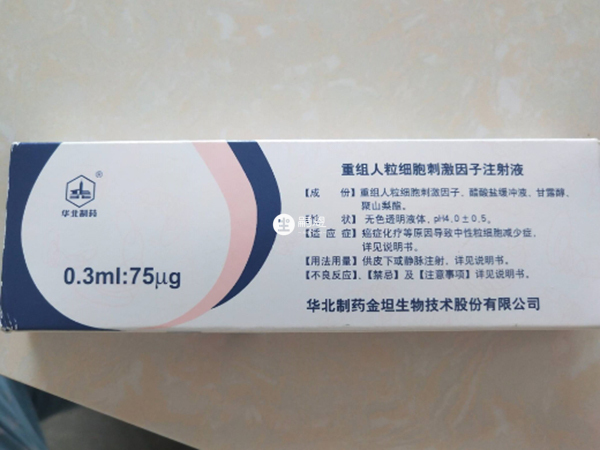 ®
华北制药
0.3ml:75μg
重组人粒细胞刺激因子注射液
【成　份】重组人粒细胞刺激因子、醋酸盐缓冲液、甘露醇、
聚山梨酯。
【性　状】无色透明液体，pH4.0±0.5。
【适 应 症】癌症化疗等原因导致中性粒细胞减少症，
详见说明书。
【用法用量】供皮下或静脉注射，详见说明书。
【不良反应】、【禁忌】及【注意事项】详见说明书。
华北制药金坦生物技术股份有限公司